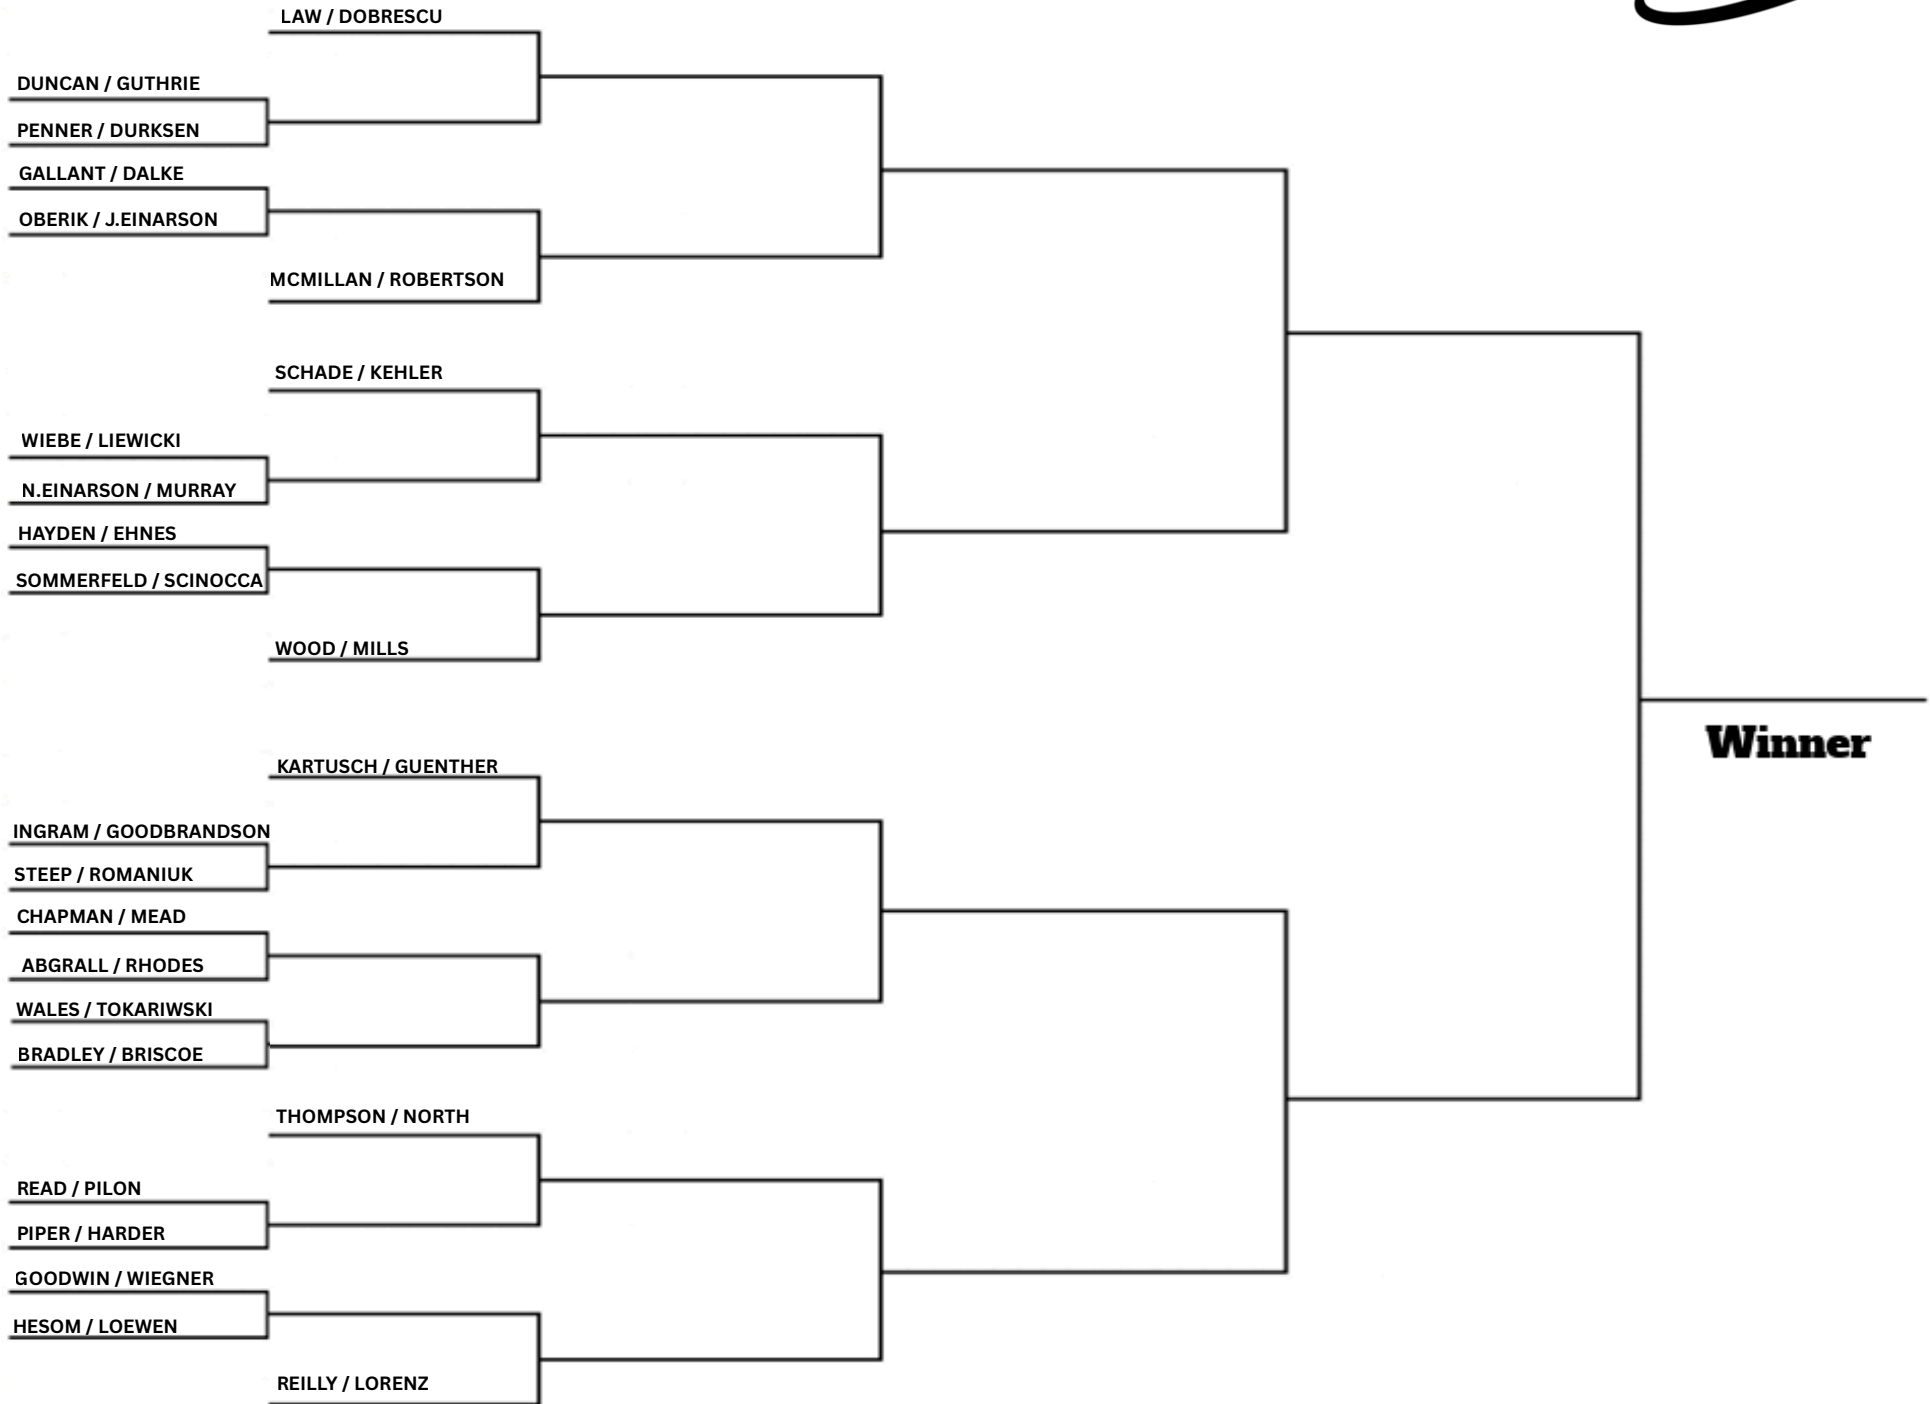 LAW / DOBRESCU
DUNCAN / GUTHRIE
PENNER / DURKSEN
GALLANT / DALKE
OBERIK / J.EINARSON
MCMILLAN / ROBERTSON
SCHADE / KEHLER
WIEBE / LIEWICKI
N.EINARSON / MURRAY
HAYDEN / EHNES
SOMMERFELD / SCINOCCA
WOOD / MILLS
Winner
KARTUSCH / GUENTHER
INGRAM / GOODBRANDSON
STEEP / ROMANIUK
CHAPMAN / MEAD
ABGRALL / RHODES
WALES / TOKARIWSKI
BRADLEY / BRISCOE
THOMPSON / NORTH
READ / PILON
PIPER / HARDER
GOODWIN / WIEGNER
HESOM / LOEWEN
REILLY / LORENZ